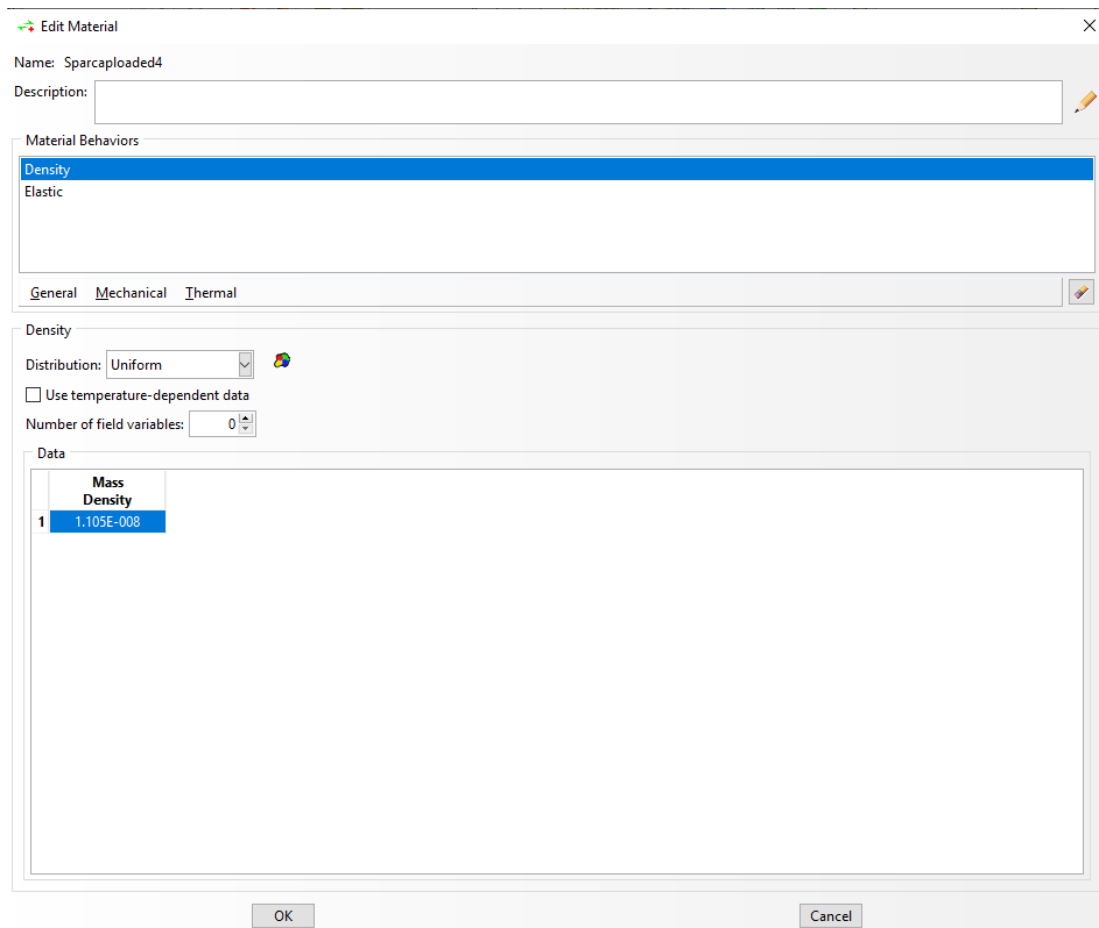 Edit Material
Name: Sparcaploaded4
Description:
Material Behaviors
Density
Elastic
General Mechanical Thermal
Density
Distribution: Uniform
Use temperature-dependent data
Number of field variables: 0
Data
Mass
Density
1 1.105E-008
OK Cancel